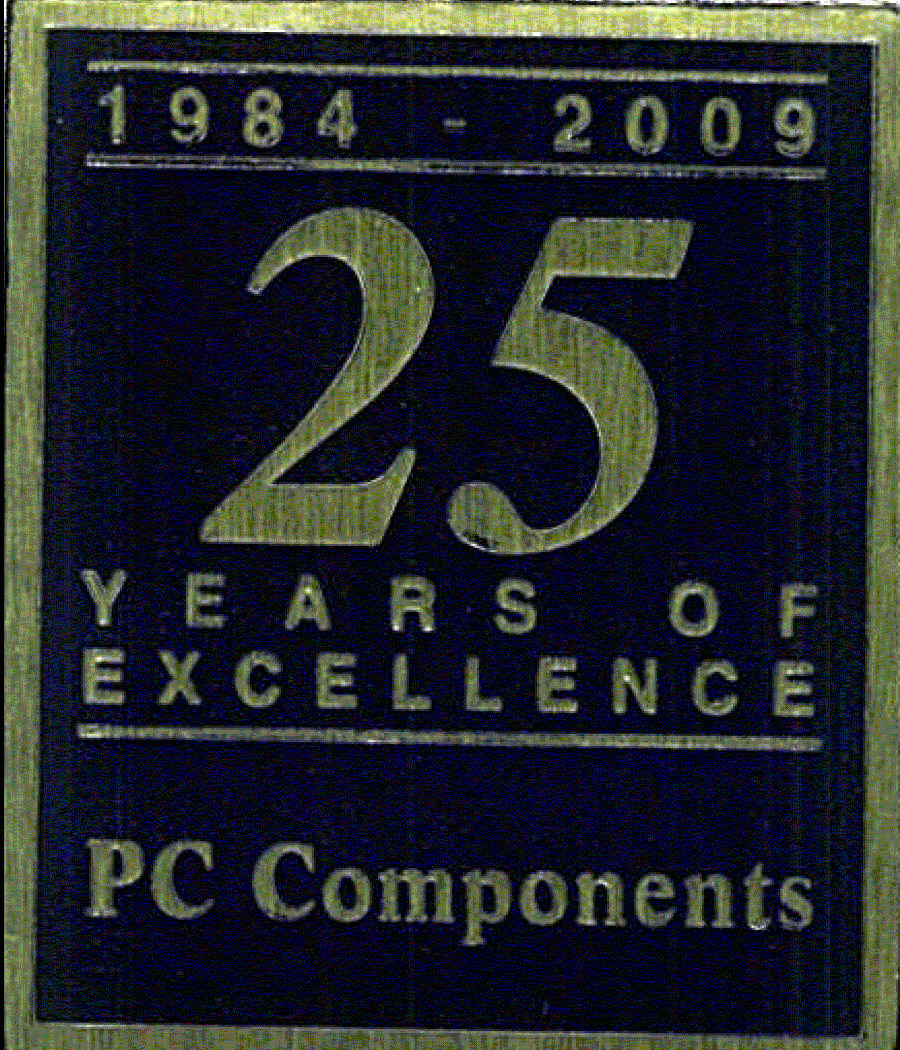 1984 - 2009
25
YEARS OF
EXCELLENCE
PC Components